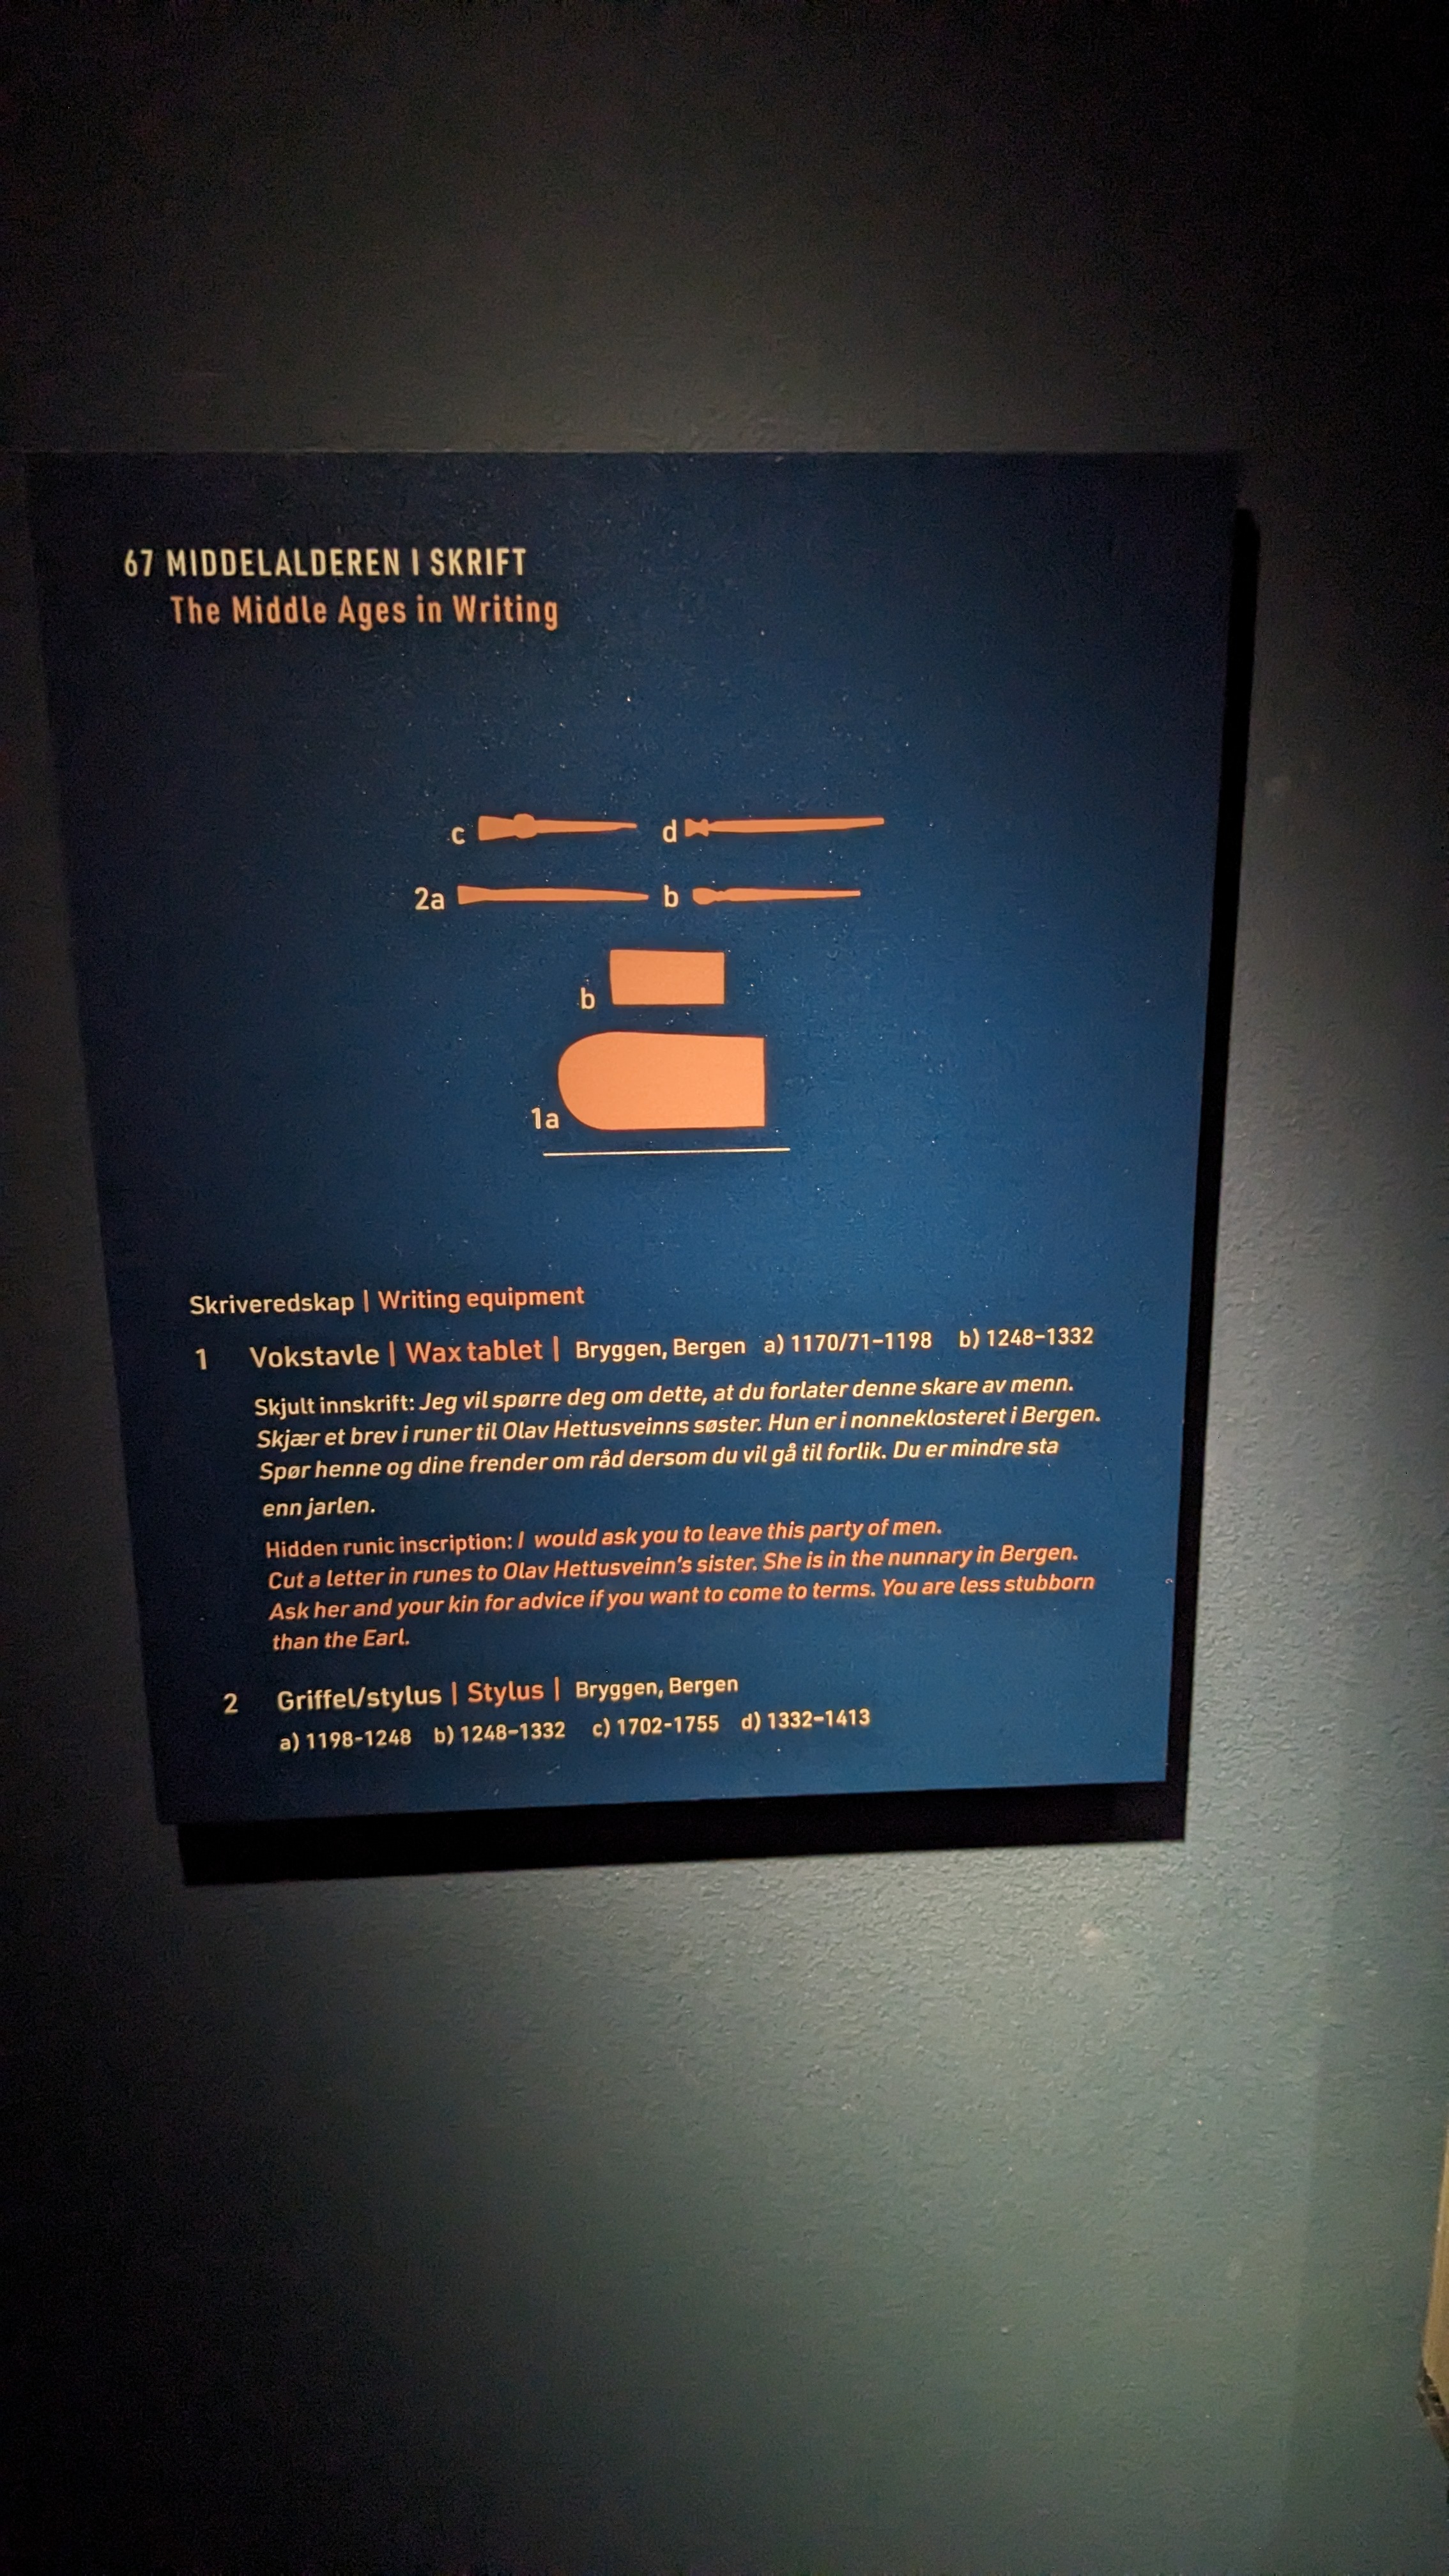 67 MIDDELALDEREN I SKRIFT
The Middle Ages in Writing
c d
2a b
b
1a
Skriveredskap | Writing equipment
1 Vokstavle | Wax tablet | Bryggen, Bergen a) 1170/71–1198 b) 1248–1332
Skjult innskrift: Jeg vil spørre deg om dette, at du forlater denne skare av menn.
Skjær et brev i runer til Olav Hettusveinns søster. Hun er i nonneklosteret i Bergen.
Spør henne og dine frender om råd dersom du vil gå til forlik. Du er mindre sta
enn jarlen.
Hidden runic inscription: I would ask you to leave this party of men.
Cut a letter in runes to Olav Hettusveinn's sister. She is in the nunnary in Bergen.
Ask her and your kin for advice if you want to come to terms. You are less stubborn
than the Earl.
2 Griffel/stylus | Stylus | Bryggen, Bergen
a) 1198-1248 b) 1248–1332 c) 1702-1755 d) 1332–1413